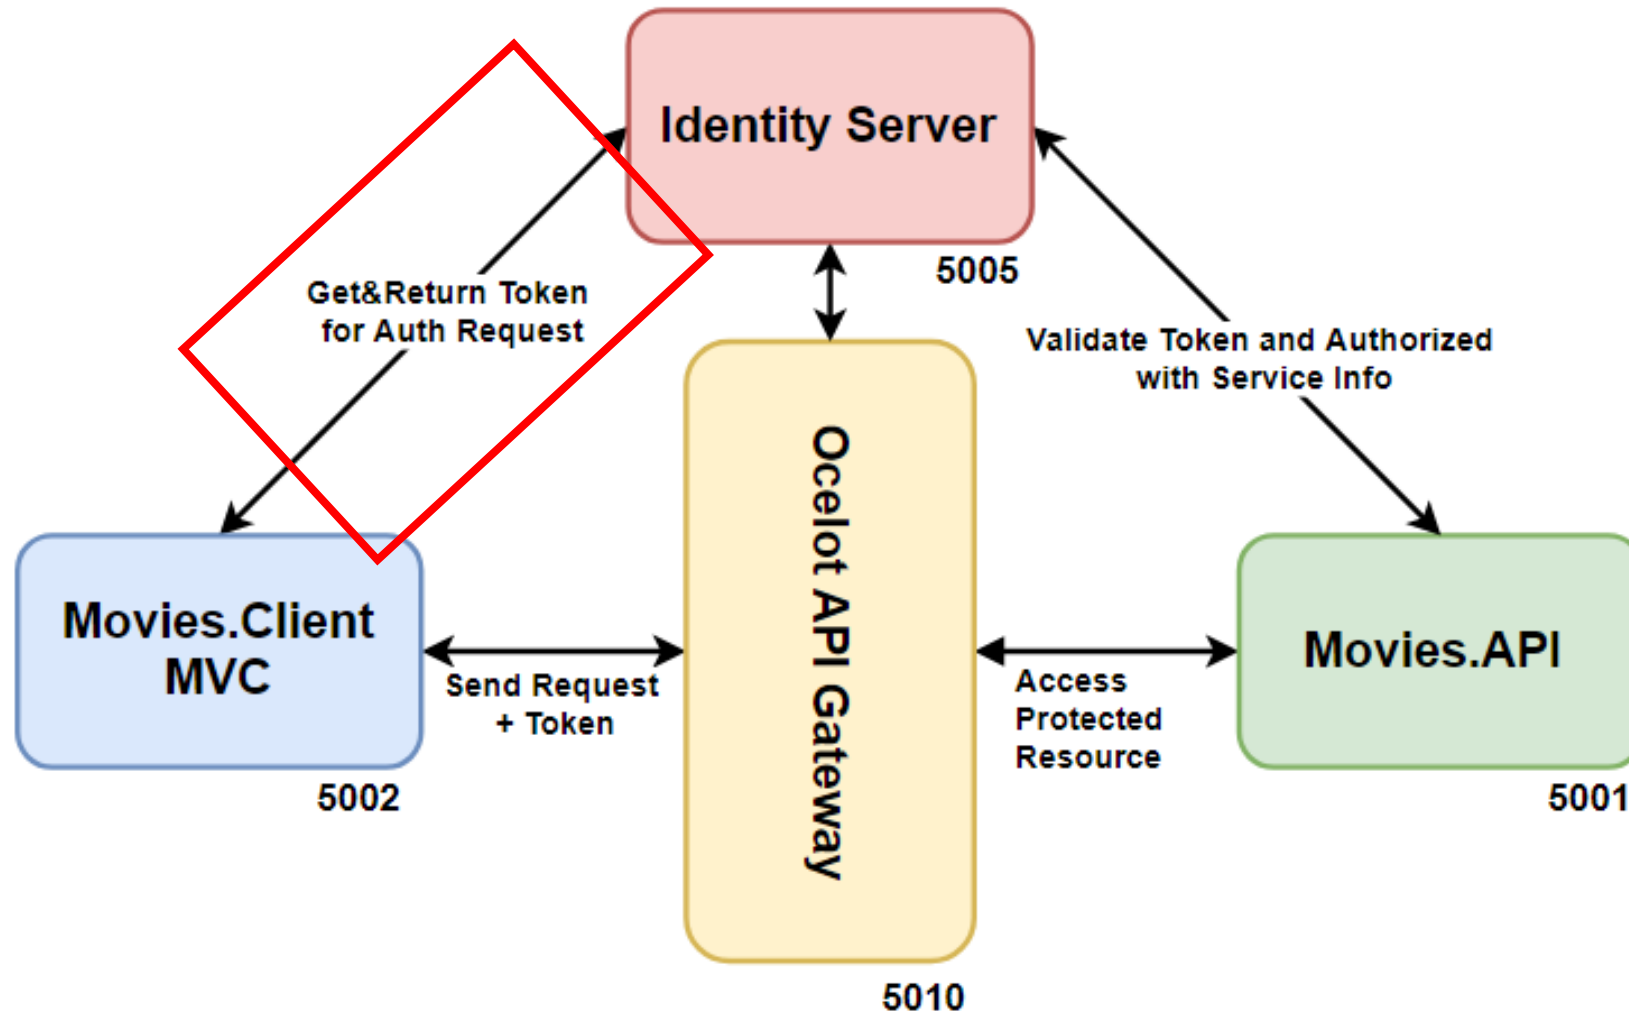 Identity Server
5005
Get&Return Token
for Auth Request
Validate Token and Authorized
with Service Info
Ocelot API Gateway
Movies.Client
MVC
Send Request
+ Token
Access
Protected
Resource
Movies.API
5002
5001
5010